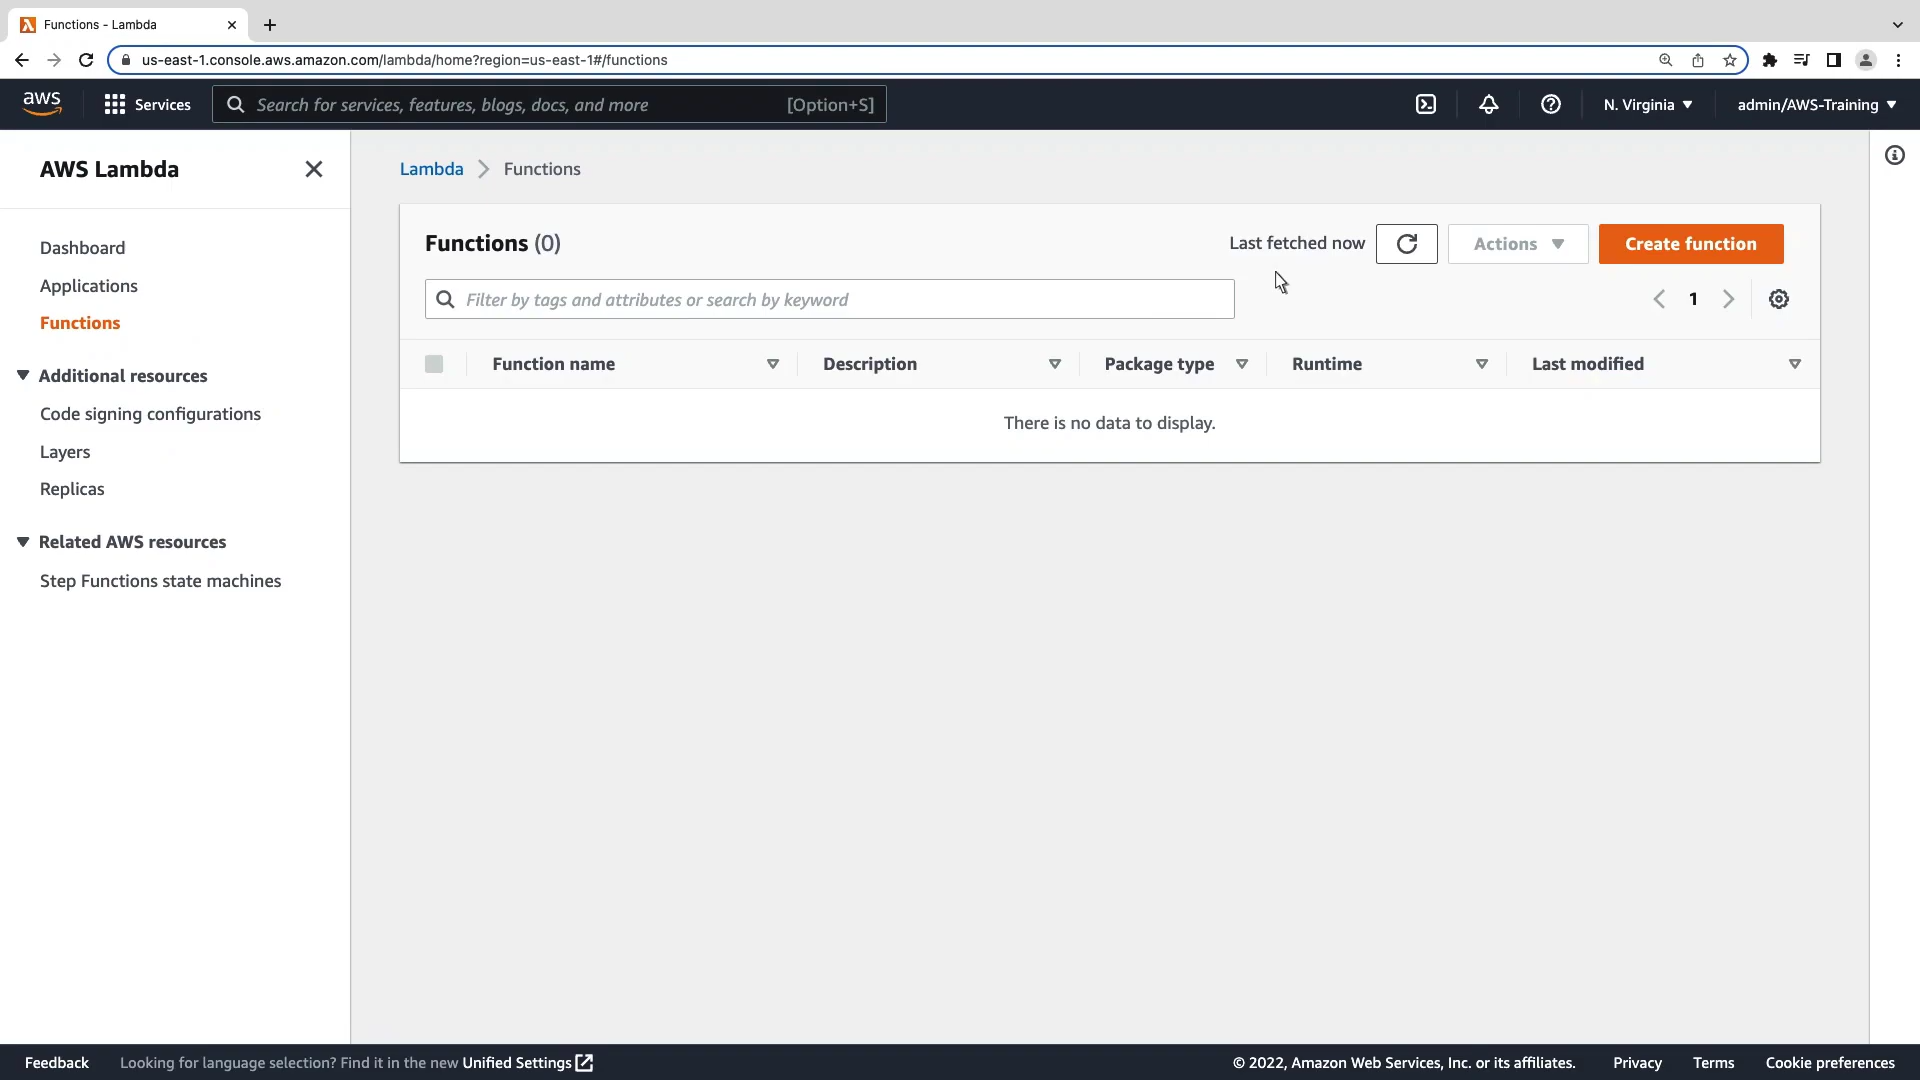 Functions - Lambda
us-east-1.console.aws.amazon.com/lambda/home?region=us-east-1#/functions
aws
Services
Search for services, features, blogs, docs, and more
[Option+S]
N. Virginia
admin/AWS-Training
AWS Lambda
Dashboard
Applications
Functions
Additional resources
Code signing configurations
Layers
Replicas
Related AWS resources
Step Functions state machines
Lambda
Functions
Functions (0)
Last fetched now
Actions
Create function
Filter by tags and attributes or search by keyword
1
Function name
Description
Package type
Runtime
Last modified
There is no data to display.
Feedback
Looking for language selection? Find it in the new Unified Settings
© 2022, Amazon Web Services, Inc. or its affiliates.
Privacy
Terms
Cookie preferences